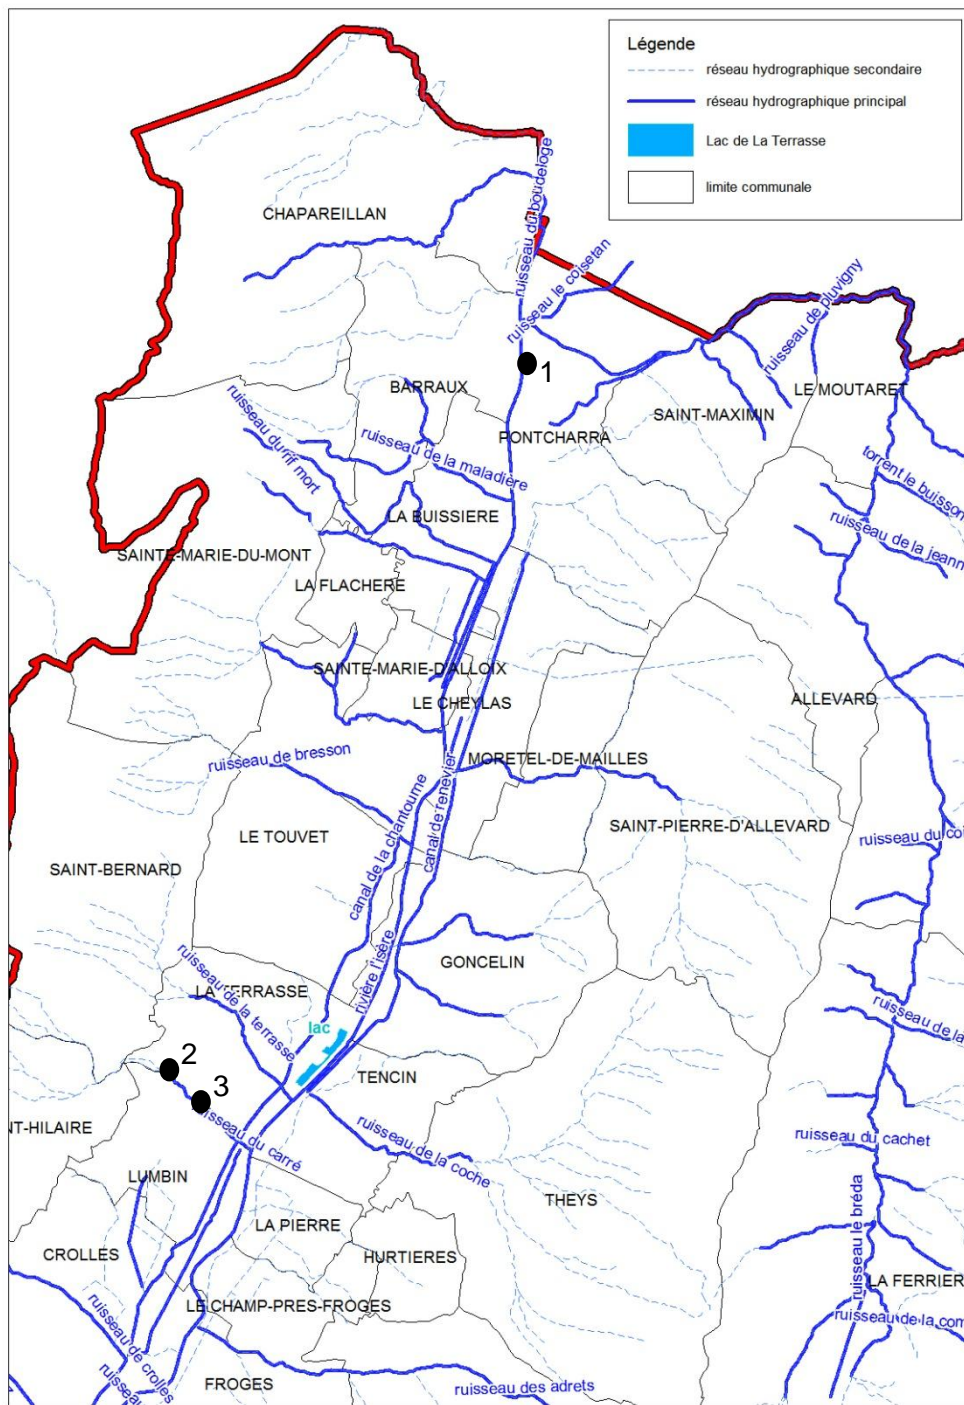 Légende
réseau hydrographique secondaire
réseau hydrographique principal
Lac de La Terrasse
limite communale
ruisseau du boudeloge
CHAPAREILLAN
ruisseau le coisetan
ruisseau de pluvigny
1
BARRAUX
LE MOUTARET
SAINT-MAXIMIN
PONTCHARRA
ruisseau du rif mort
ruisseau de la maladière
torrent le buisson
LA BUISSIERE
ruisseau de la jeann
SAINTE-MARIE-DU-MONT
LA FLACHERE
SAINTE-MARIE-D'ALLOIX
LE CHEYLAS
ALLEVARD
ruisseau de bresson
MORETEL-DE-MAILLES
canal de la chantourne
canal de renevier
LE TOUVET
SAINT-PIERRE-D'ALLEVARD
ruisseau du col
SAINT-BERNARD
GONCELIN
rivière l'isère
LA TERRASSE
ruisseau de la terrasse
ruisseau de la
lac
2
TENCIN
3
ruisseau du carré
ruisseau de la coche
NT-HILAIRE
ruisseau du cachet
LUMBIN
THEYS
LA PIERRE
ruisseau le bréda
CROLLES
HURTIERES
LA FERRIER
LE CHAMP-PRES-FROGES
ruisseau de la com
ruisseau de crolles
ruisseau
FROGES
ruisseau des adrets